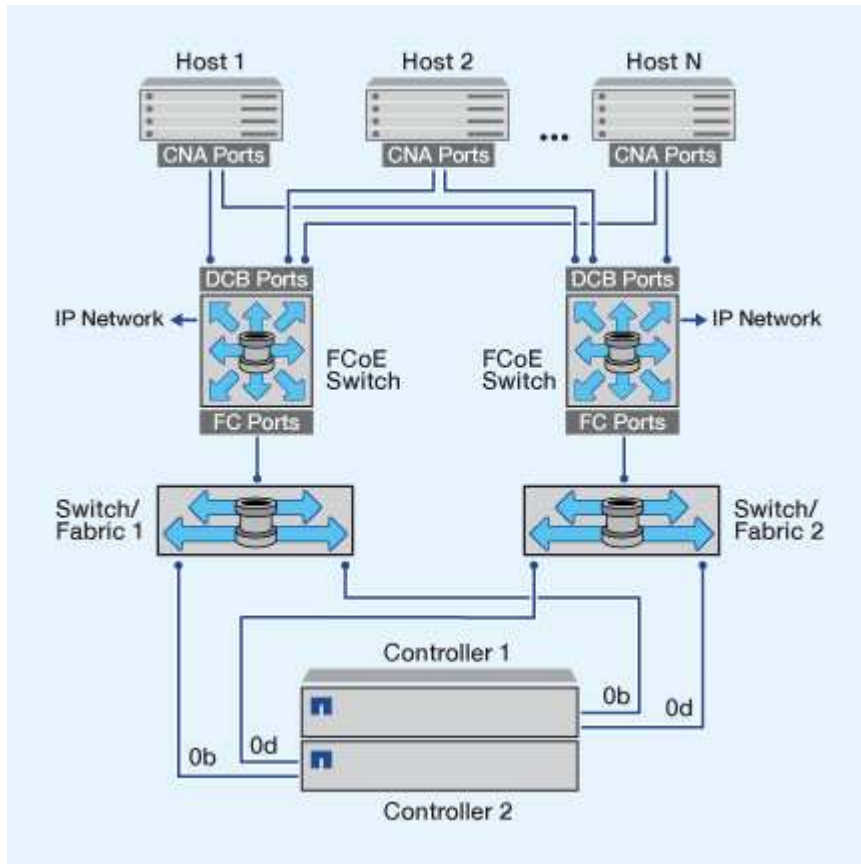 Host 1
Host 2
Host N
...
CNA Ports
CNA Ports
CNA Ports
DCB Ports
DCB Ports
IP Network
IP Network
FCoE
Switch
FCoE
Switch
FC Ports
FC Ports
Switch/
Fabric 1
Switch/
Fabric 2
Controller 1
0b
0d
0d
0b
Controller 2